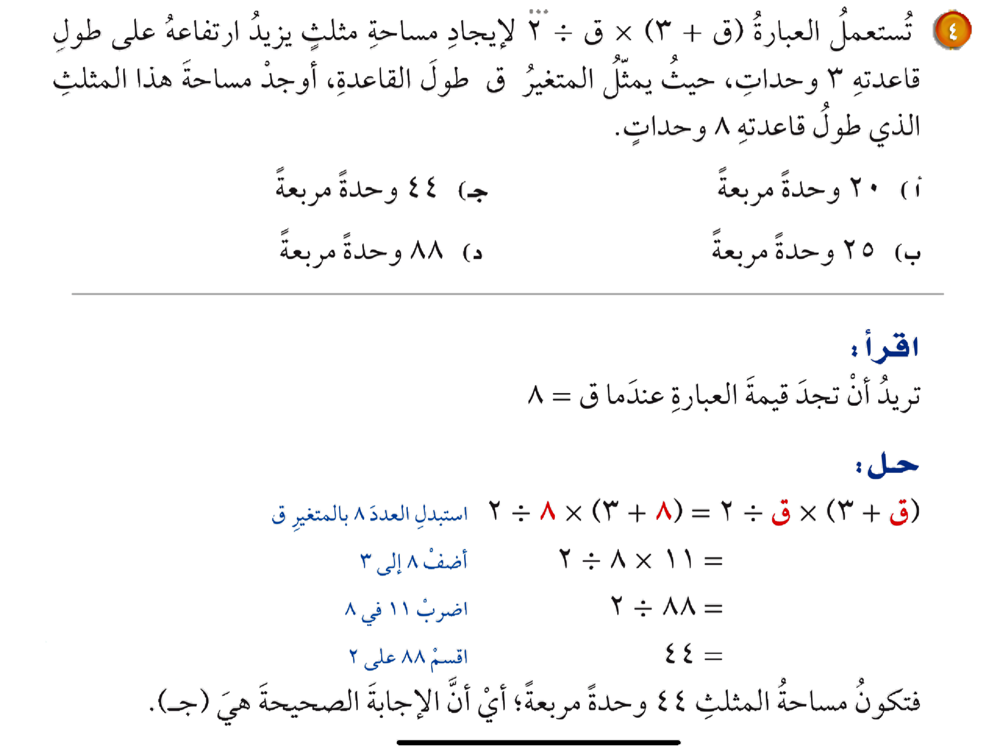 ٤ تُستعملُ العبارةُ (ق + ٣) × ق ÷ ٢ لإيجادِ مساحةِ مثلثٍ يزيدُ ارتفاعهُ على طولِ
قاعدتهِ ٣ وحداتِ، حيثُ يمثّلُ المتغيرُ ق طولَ القاعدةِ، أوجدْ مساحةَ هذا المثلثِ
الذي طولُ قاعدتهِ ٨ وحداتٍ.
أ) ٢٠ وحدةً مربعةً جـ) ٤٤ وحدةً مربعةً
ب) ٢٥ وحدةً مربعةً د) ٨٨ وحدةً مربعةً
اقرأ:
تريدُ أنْ تجدَ قيمةَ العبارةِ عندَما ق = ٨
حل:
(ق + ٣) × ق ÷ ٢ = (٨ + ٣) × ٨ ÷ ٢ استبدلِ العددَ ٨ بالمتغيرِ ق
= ١١ × ٨ ÷ ٢ أضفْ ٨ إلى ٣
= ٨٨ ÷ ٢ اضربْ ١١ في ٨
= ٤٤ اقسمْ ٨٨ على ٢
فتكونُ مساحةُ المثلثِ ٤٤ وحدةً مربعةً؛ أيْ أنَّ الإجابةَ الصحيحةَ هيَ (جـ).